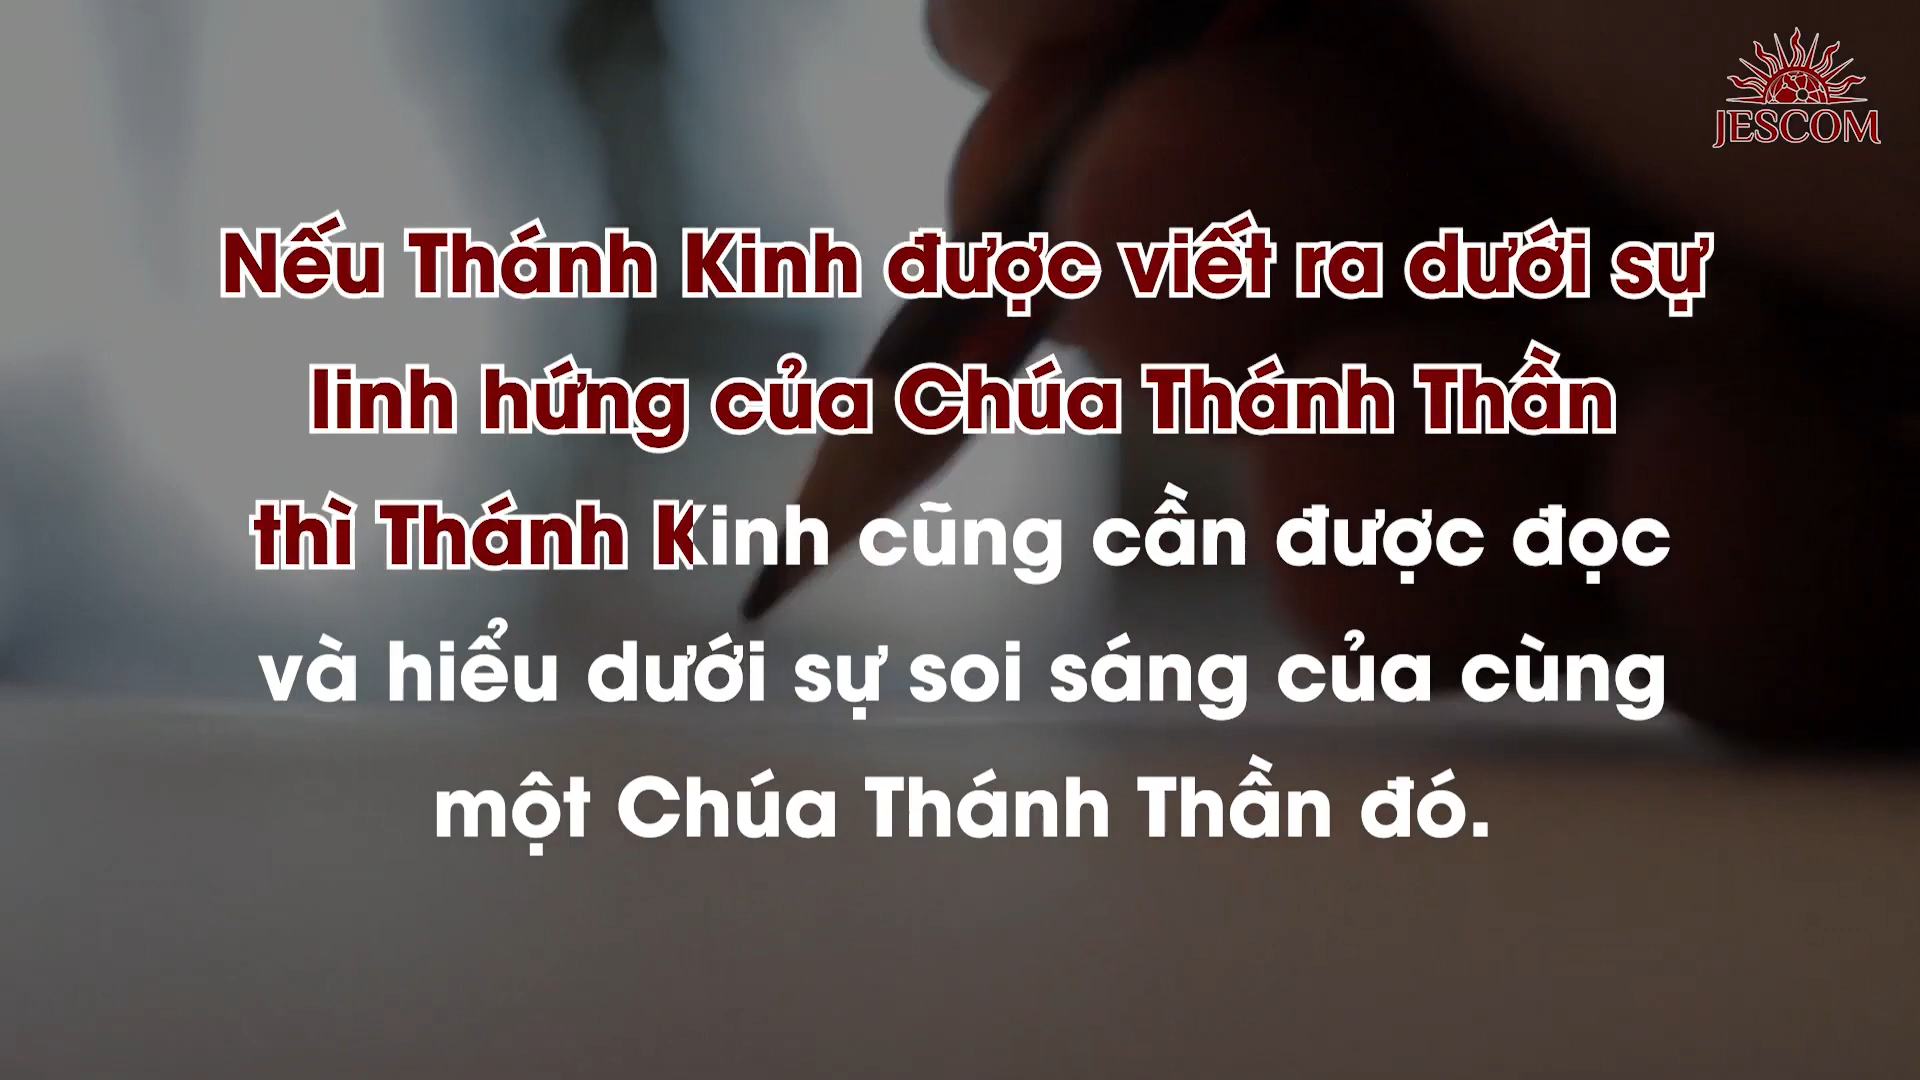 JESCOM
Nếu Thánh Kinh được viết ra dưới sự
linh hứng của Chúa Thánh Thần
thì Thánh Kinh cũng cần được đọc
và hiểu dưới sự soi sáng của cùng
một Chúa Thánh Thần đó.